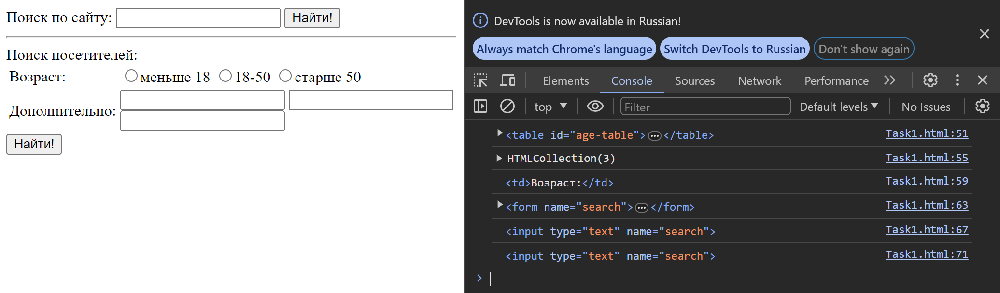 Поиск по сайту: Найти!
Поиск посетителей:
Возраст: меньше 18 18-50 старше 50
Дополнительно:
Найти!
DevTools is now available in Russian!
Always match Chrome's language Switch DevTools to Russian Don't show again
Elements Console Sources Network Performance
top Filter Default levels No Issues
<table id="age-table">…</table> Task1.html:51
HTMLCollection(3) Task1.html:55
<td>Возраст:</td> Task1.html:59
<form name="search">…</form> Task1.html:63
<input type="text" name="search"> Task1.html:67
<input type="text" name="search"> Task1.html:71